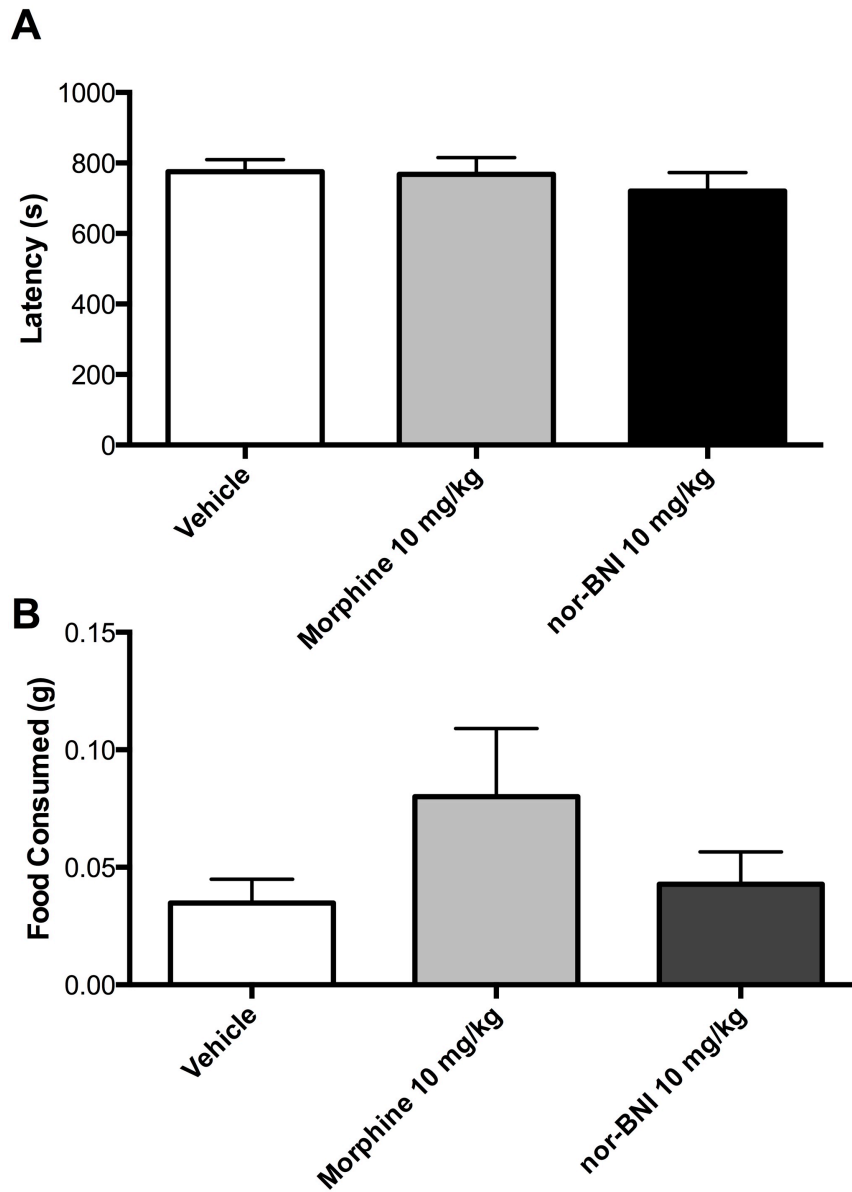 A
1000
800
600
400
200
0
Latency (s)
Vehicle
Morphine 10 mg/kg
nor-BNI 10 mg/kg
B
0.15
0.10
0.05
0.00
Food Consumed (g)
Vehicle
Morphine 10 mg/kg
nor-BNI 10 mg/kg